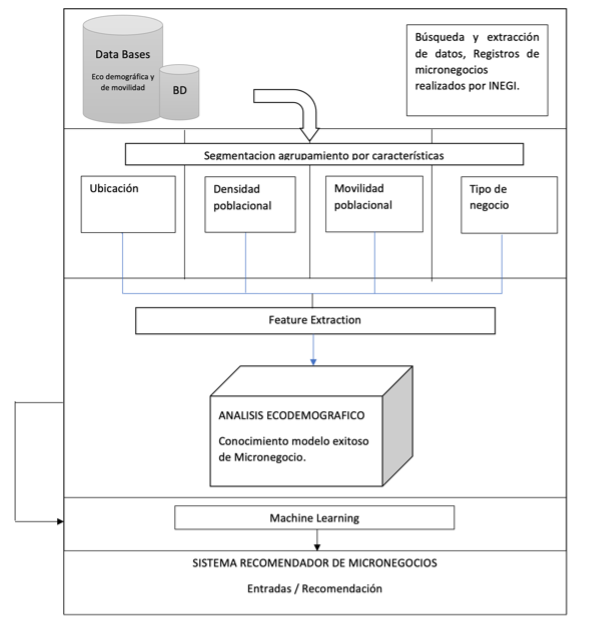 Data Bases
Eco demográfica y
de movilidad
BD
Búsqueda y extracción
de datos, Registros de
micronegocios
realizados por INEGI.
Segmentacion agrupamiento por características
Ubicación
Densidad
poblacional
Movilidad
poblacional
Tipo de
negocio
Feature Extraction
ANALISIS ECODEMOGRAFICO
Conocimiento modelo exitoso
de Micronegocio.
Machine Learning
SISTEMA RECOMENDADOR DE MICRONEGOCIOS
Entradas / Recomendación